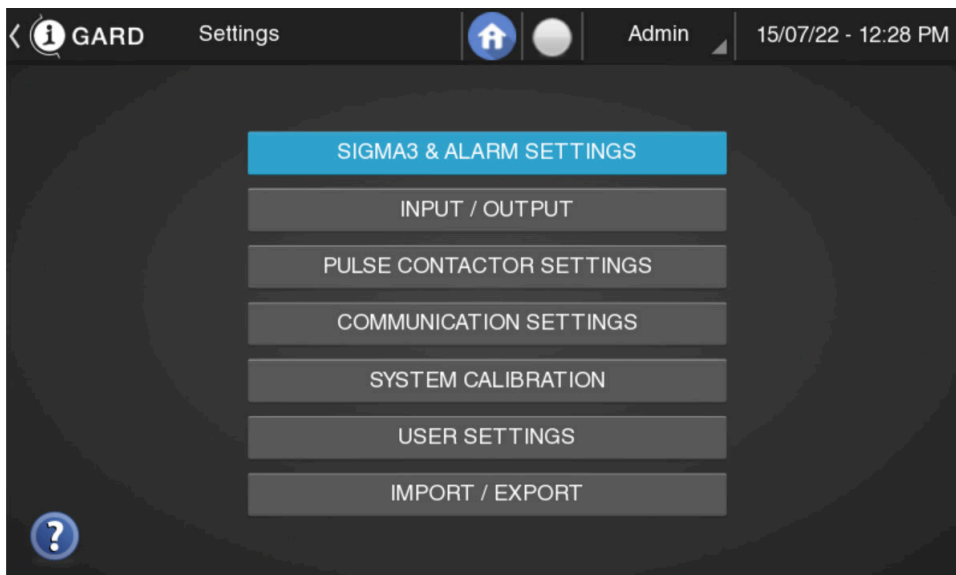 i GARD Settings Admin 15/07/22 - 12:28 PM
SIGMA3 & ALARM SETTINGS
INPUT / OUTPUT
PULSE CONTACTOR SETTINGS
COMMUNICATION SETTINGS
SYSTEM CALIBRATION
USER SETTINGS
IMPORT / EXPORT
?